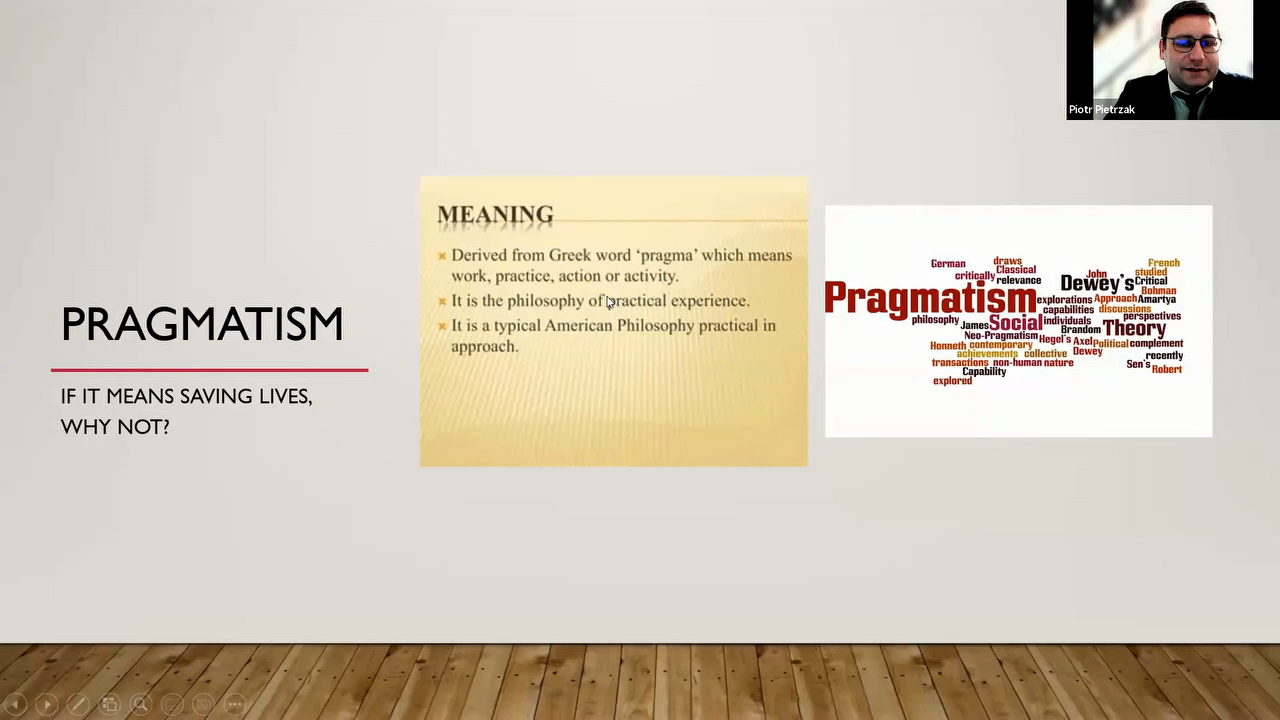 Piotr Pietrzak
PRAGMATISM
IF IT MEANS SAVING LIVES,
WHY NOT?
MEANING
Derived from Greek word ‘pragma’ which means
work, practice, action or activity.
It is the philosophy of practical experience.
It is a typical American Philosophy practical in
approach.
German
draws
critically
Classical
relevance
Pragmatism
explorations
philosophy
James
Social
individuals
capabilities
Dewey's
John
French
studied
Critical
Bohman
Approach
Amartya
discussions
perspectives
Neo-Pragmatism
Brandom
Theory
Honneth
contemporary
Hegel's
Axel
Political
complement
achievements
collective
Dewey
recently
transactions
non-human
nature
Sen's
Robert
Capability
explored